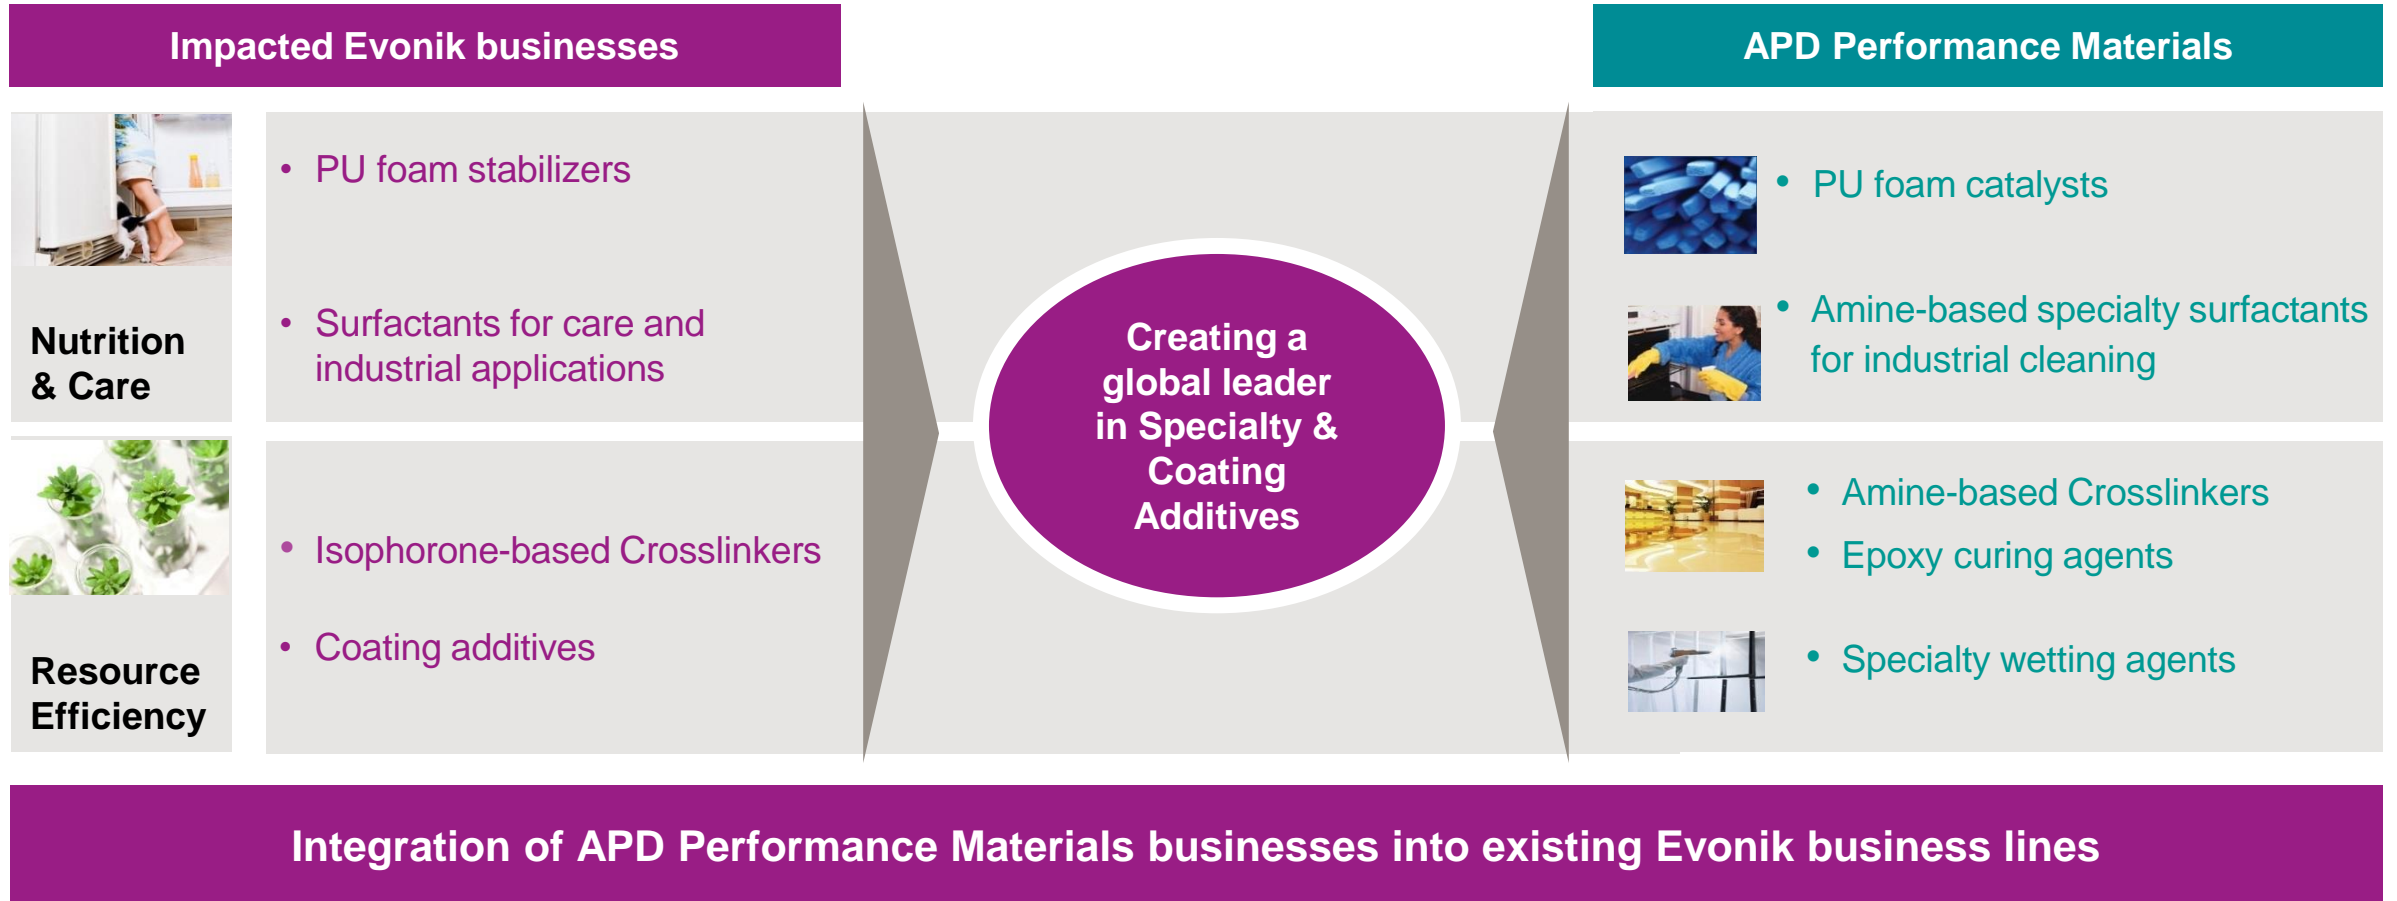 Impacted Evonik businesses
APD Performance Materials
Nutrition
& Care
• PU foam stabilizers
• Surfactants for care and
industrial applications
Resource
Efficiency
• Isophorone-based Crosslinkers
• Coating additives
Creating a
global leader
in Specialty &
Coating
Additives
• PU foam catalysts
• Amine-based specialty surfactants
for industrial cleaning
• Amine-based Crosslinkers
• Epoxy curing agents
• Specialty wetting agents
Integration of APD Performance Materials businesses into existing Evonik business lines